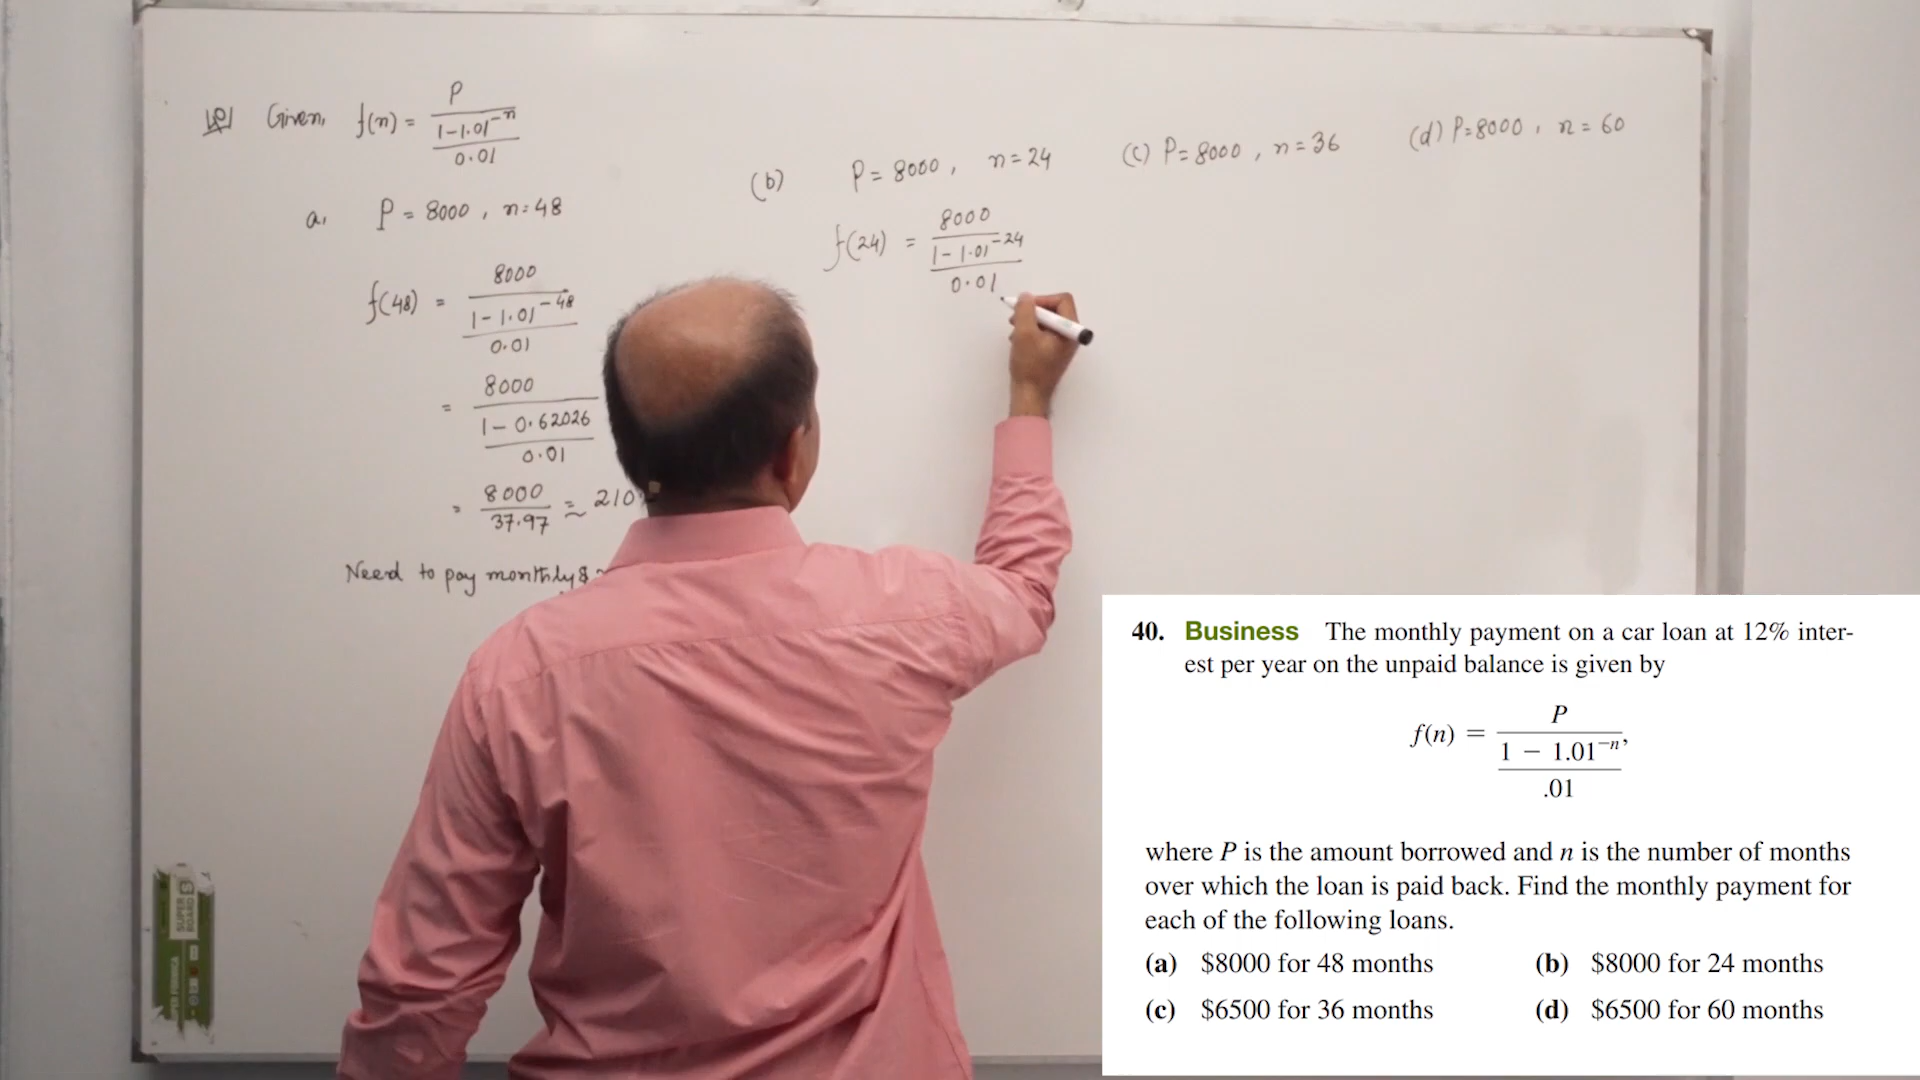 Given, f(n) = P
1-1.01^-n
0.01
a. P = 8000 , n=48
f(48) = 8000
1-1.01^-48
0.01
= 8000
1-0.62026
0.01
= 8000 ≃ 210
37.97
Need to pay monthly $
(b) P = 8000 , n=24
f(24) = 8000
1-1.01^-24
0.01
(c) P=8000 , n=36
(d) P=8000 , n=60
SUPER
BOARD
40. Business The monthly payment on a car loan at 12% inter-
est per year on the unpaid balance is given by
f(n) = P
1 − 1.01^−n,
.01
where P is the amount borrowed and n is the number of months
over which the loan is paid back. Find the monthly payment for
each of the following loans.
(a) $8000 for 48 months (b) $8000 for 24 months
(c) $6500 for 36 months (d) $6500 for 60 months